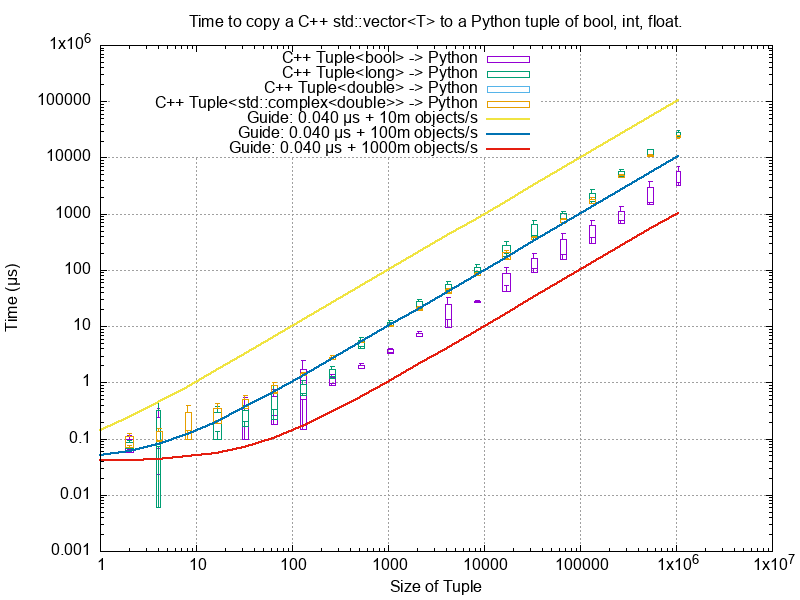 Time to copy a C++ std::vector<T> to a Python tuple of bool, int, float.
1x10^6
100000
10000
1000
100
10
1
0.1
0.01
0.001
Time (µs)
C++ Tuple<bool> -> Python
C++ Tuple<long> -> Python
C++ Tuple<double> -> Python
C++ Tuple<std::complex<double>> -> Python
Guide: 0.040 µs + 10m objects/s
Guide: 0.040 µs + 100m objects/s
Guide: 0.040 µs + 1000m objects/s
1 10 100 1000 10000 100000 1x10^6 1x10^7
Size of Tuple